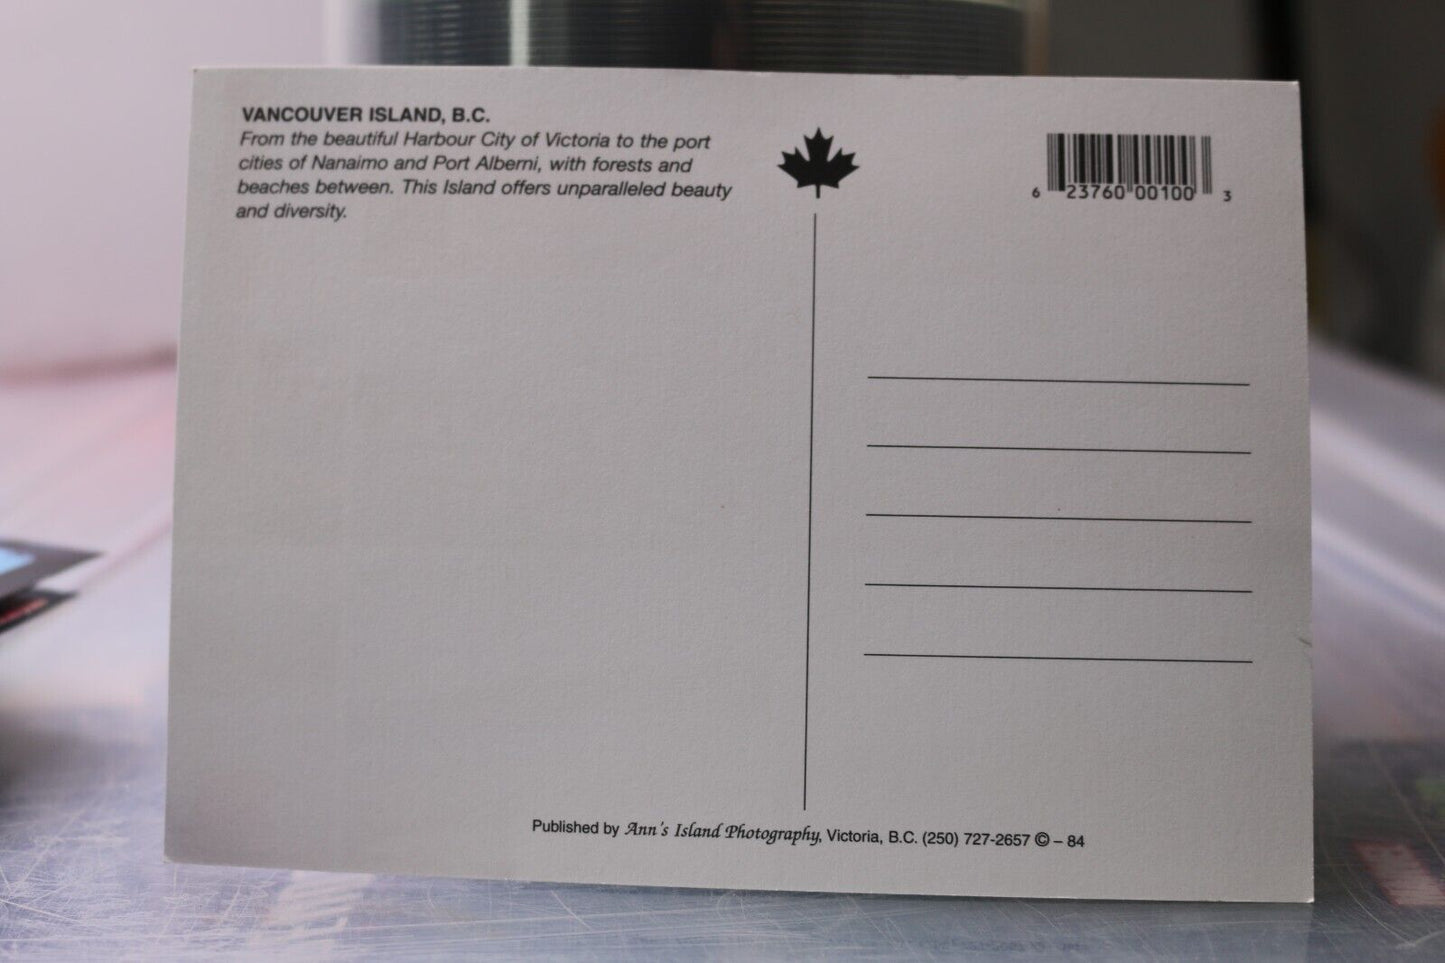 VANCOUVER ISLAND, B.C.
From the beautiful Harbour City of Victoria to the port
cities of Nanaimo and Port Alberni, with forests and
beaches between. This Island offers unparalleled beauty
and diversity.
6 23760 00100 3
Published by Ann's Island Photography, Victoria, B.C. (250) 727-2657 © – 84